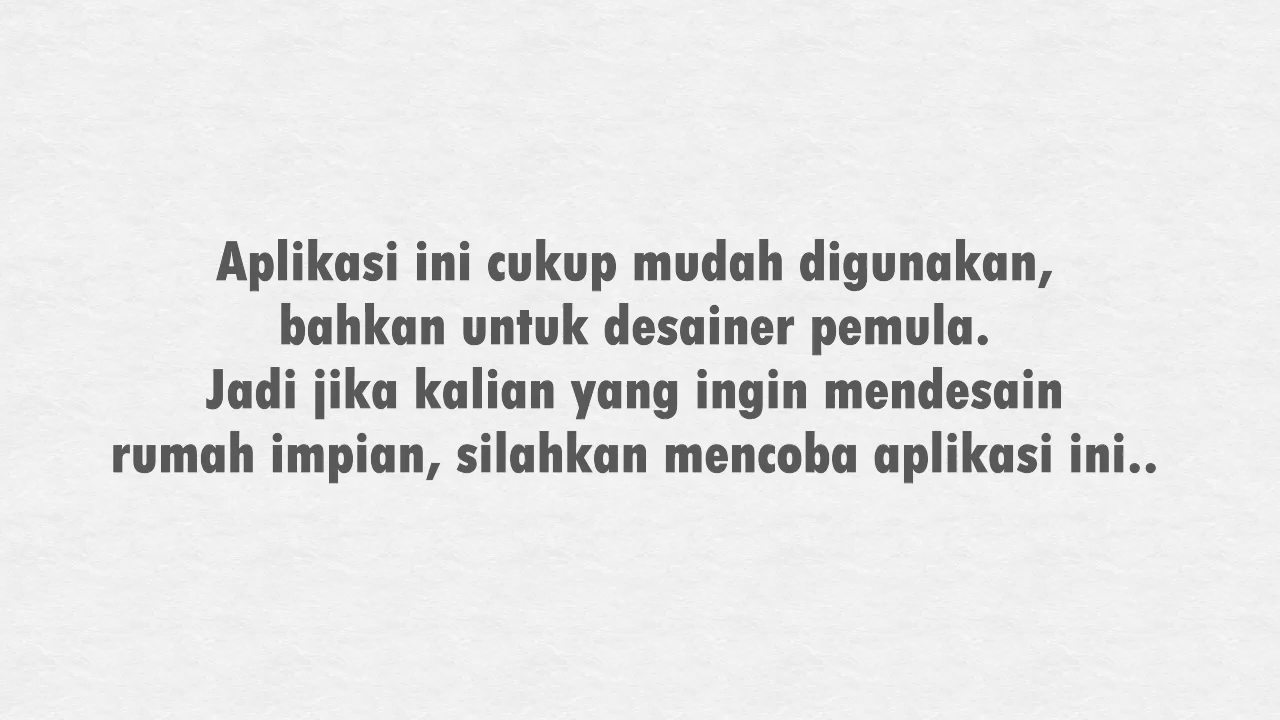 Aplikasi ini cukup mudah digunakan,
bahkan untuk desainer pemula.
Jadi jika kalian yang ingin mendesain
rumah impian, silahkan mencoba aplikasi ini..